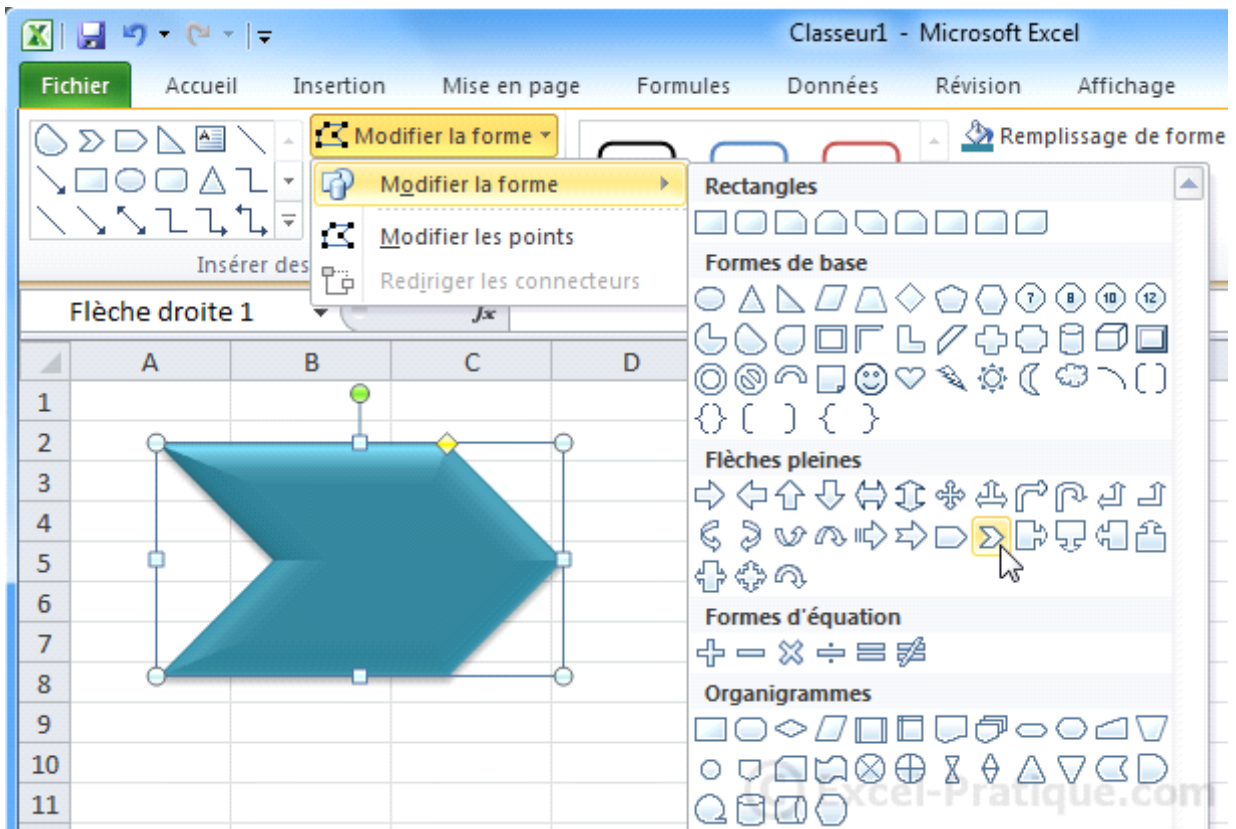 Classeur1 - Microsoft Excel
Fichier Accueil Insertion Mise en page Formules Données Révision Affichage
Modifier la forme Remplissage de forme
Modifier la forme
Modifier les points
Rediriger les connecteurs
Insérer des
Rectangles
Formes de base
7 8 10 12
Flèches pleines
Formes d'équation
Organigrammes
Flèche droite 1 fx
A B C D
1
2
3
4
5
6
7
8
9
10
11
© Excel-Pratique.com